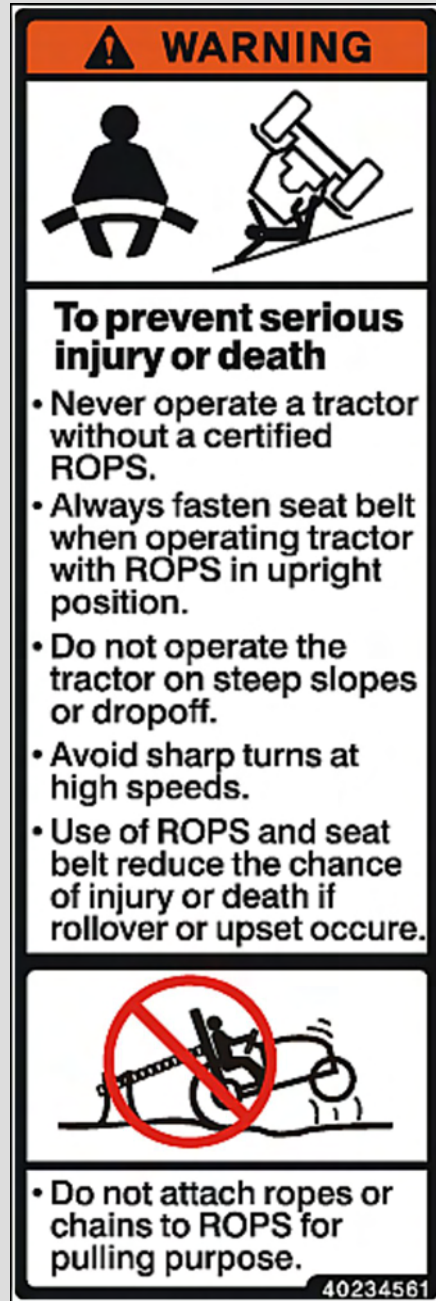 WARNING
To prevent serious
injury or death
• Never operate a tractor
without a certified
ROPS.
• Always fasten seat belt
when operating tractor
with ROPS in upright
position.
• Do not operate the
tractor on steep slopes
or dropoff.
• Avoid sharp turns at
high speeds.
• Use of ROPS and seat
belt reduce the chance
of injury or death if
rollover or upset occure.
• Do not attach ropes or
chains to ROPS for
pulling purpose.
40234561